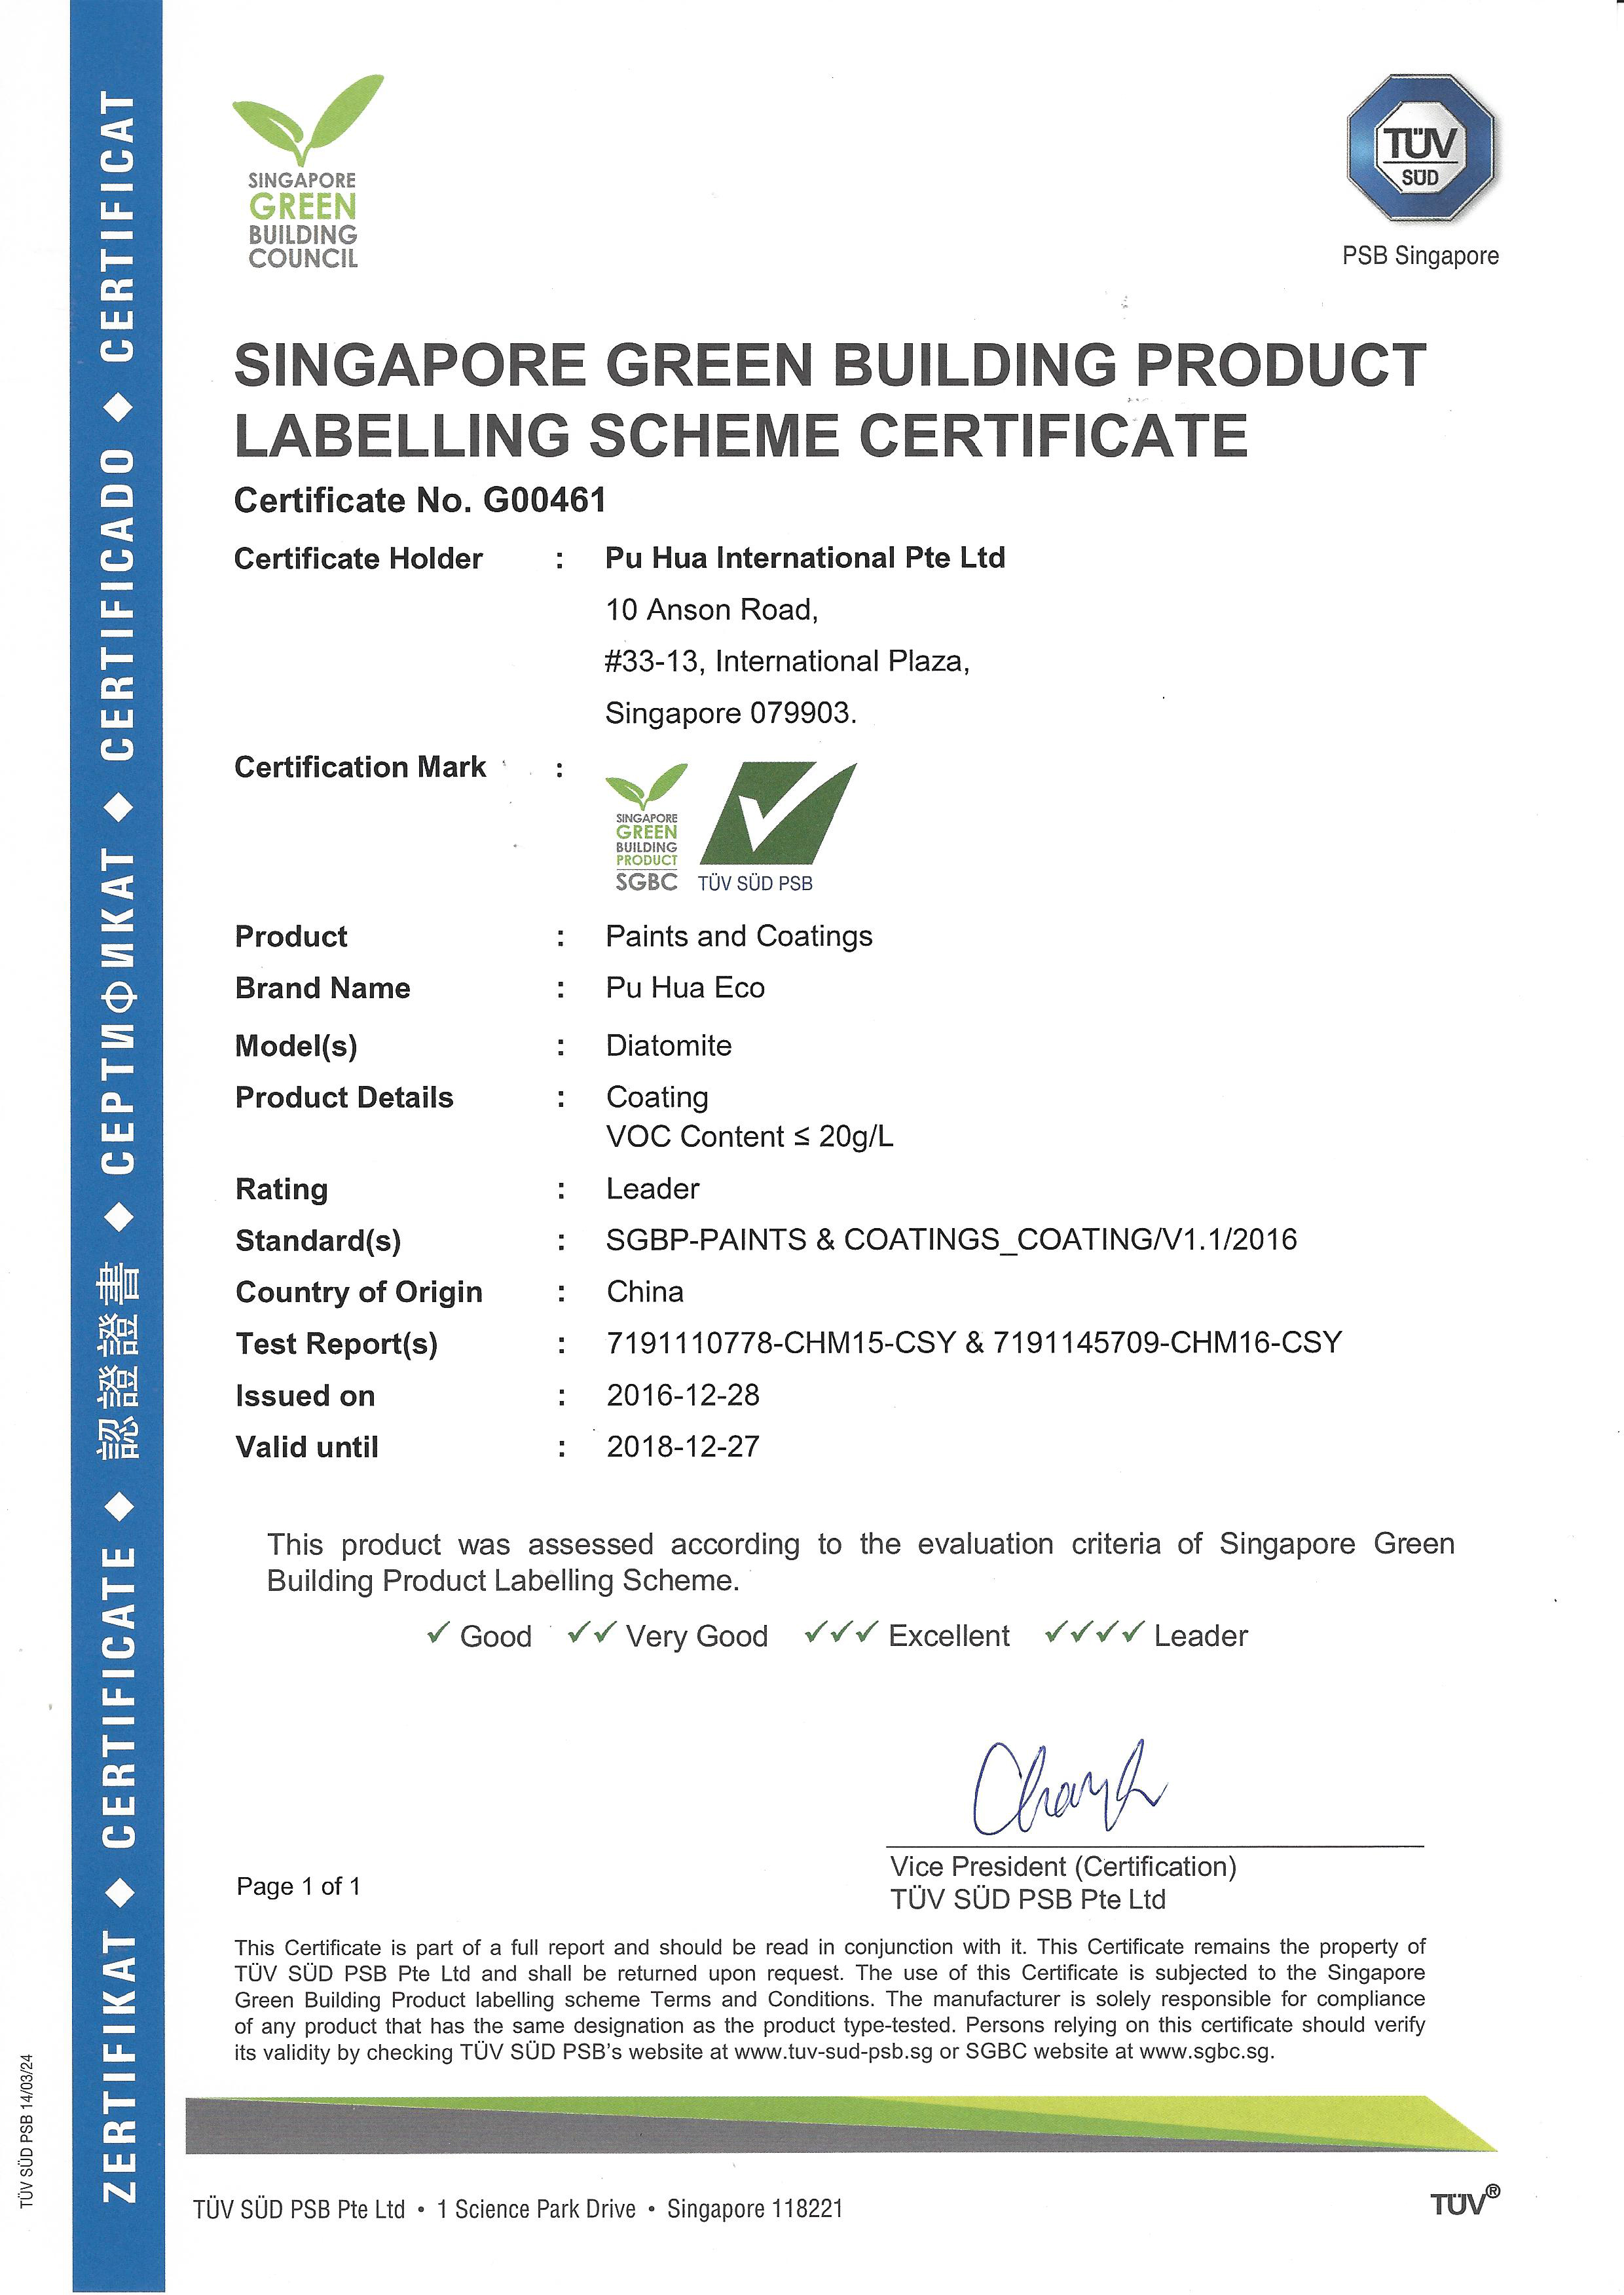 SINGAPORE
GREEN
BUILDING
COUNCIL
TÜV
SÜD
PSB Singapore
SINGAPORE GREEN BUILDING PRODUCT
LABELLING SCHEME CERTIFICATE
Certificate No. G00461
Certificate Holder : Pu Hua International Pte Ltd
10 Anson Road,
#33-13, International Plaza,
Singapore 079903.
Certification Mark :
SINGAPORE
GREEN
BUILDING
PRODUCT
SGBC
TÜV SÜD PSB
Product : Paints and Coatings
Brand Name : Pu Hua Eco
Model(s) : Diatomite
Product Details : Coating
VOC Content ≤ 20g/L
Rating : Leader
Standard(s) : SGBP-PAINTS & COATINGS_COATING/V1.1/2016
Country of Origin : China
Test Report(s) : 7191110778-CHM15-CSY & 7191145709-CHM16-CSY
Issued on : 2016-12-28
Valid until : 2018-12-27
This product was assessed according to the evaluation criteria of Singapore Green
Building Product Labelling Scheme.
✓ Good ✓✓ Very Good ✓✓✓ Excellent ✓✓✓✓ Leader
Vice President (Certification)
TÜV SÜD PSB Pte Ltd
Page 1 of 1
This Certificate is part of a full report and should be read in conjunction with it. This Certificate remains the property of
TÜV SÜD PSB Pte Ltd and shall be returned upon request. The use of this Certificate is subjected to the Singapore
Green Building Product labelling scheme Terms and Conditions. The manufacturer is solely responsible for compliance
of any product that has the same designation as the product type-tested. Persons relying on this certificate should verify
its validity by checking TÜV SÜD PSB's website at www.tuv-sud-psb.sg or SGBC website at www.sgbc.sg.
TÜV SÜD PSB Pte Ltd • 1 Science Park Drive • Singapore 118221
TÜV®
ZERTIFIKAT ◆ CERTIFICATE ◆ 認證證書 ◆ СЕРТИФИКАТ ◆ CERTIFICADO ◆ CERTIFICAT
TÜV SÜD PSB 14/03/24